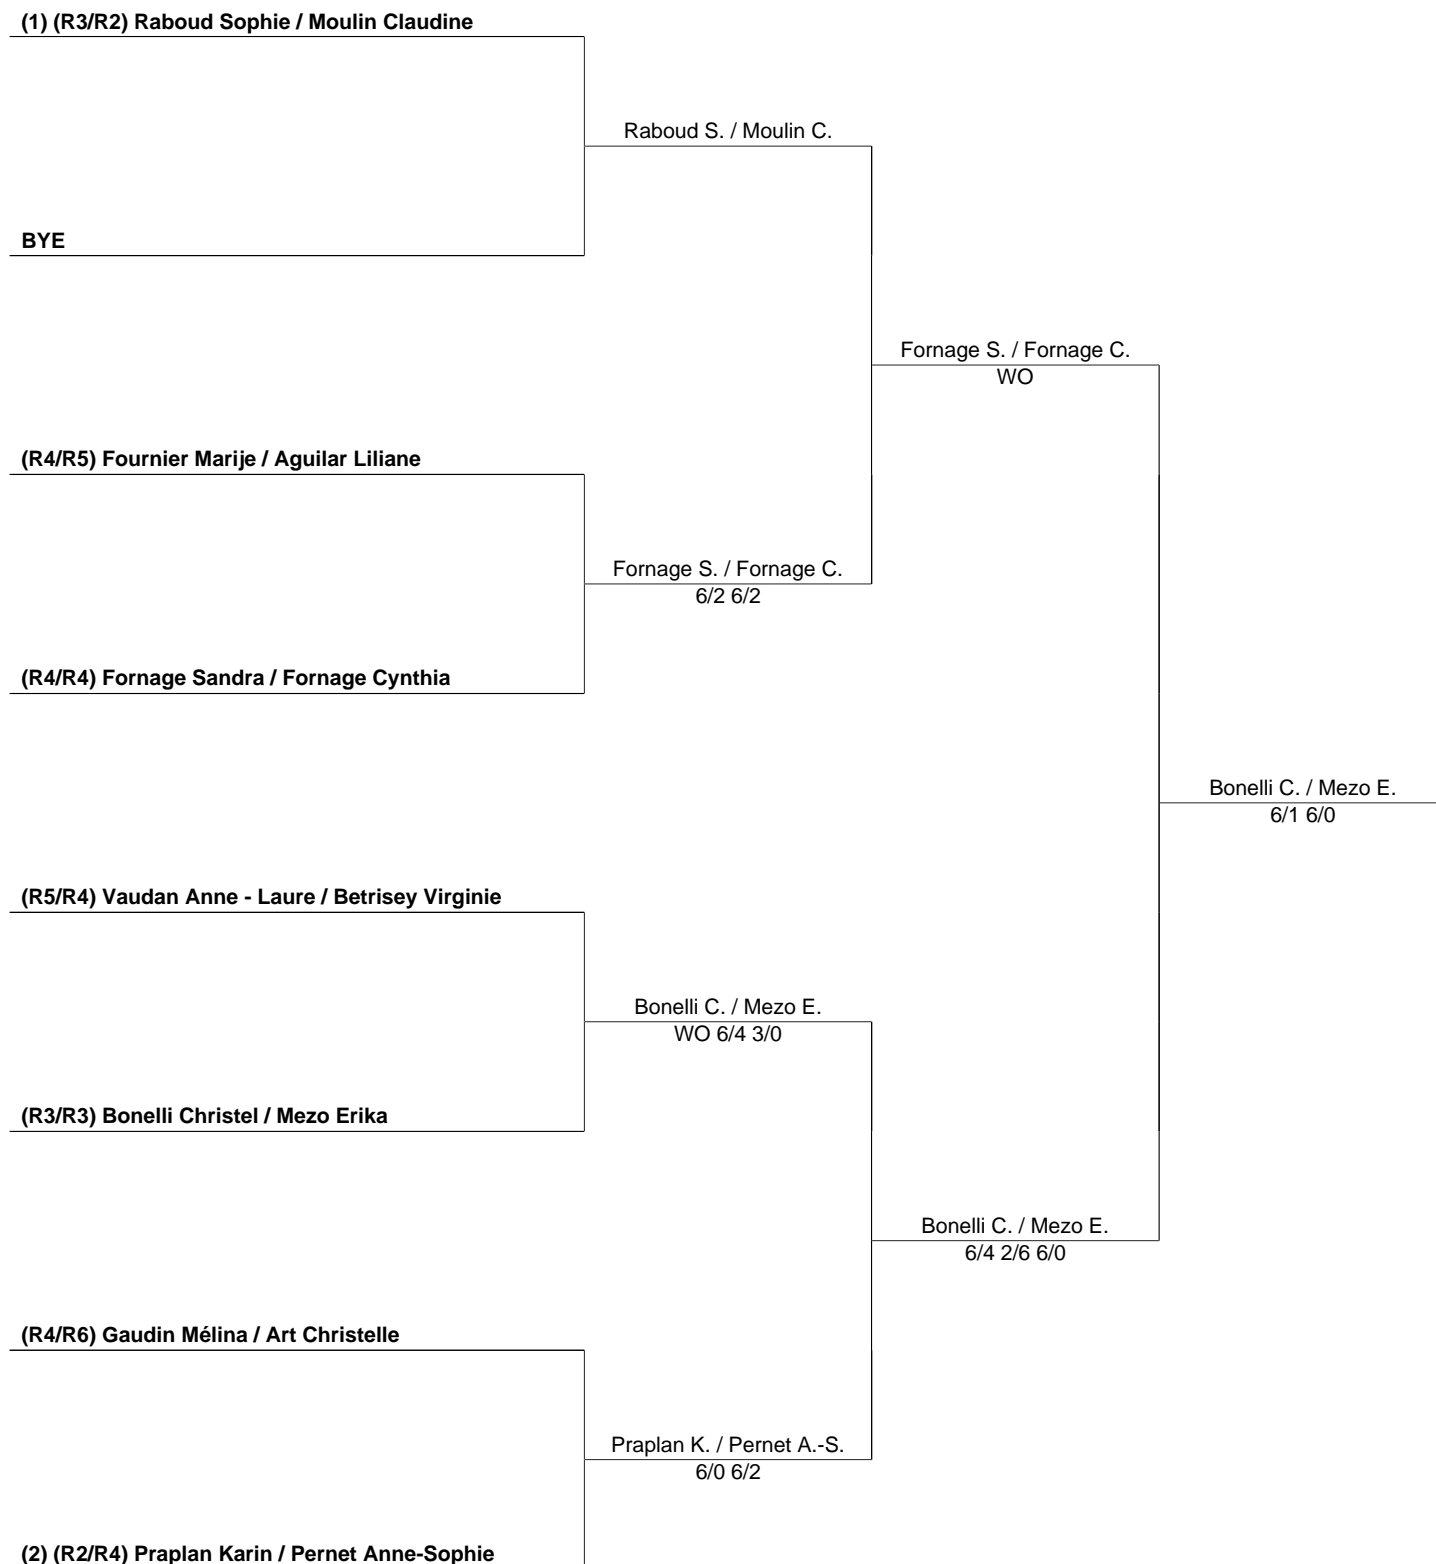 (1) (R3/R2) Raboud Sophie / Moulin Claudine
Raboud S. / Moulin C.
BYE
Fornage S. / Fornage C.
WO
(R4/R5) Fournier Marije / Aguilar Liliane
Fornage S. / Fornage C.
6/2 6/2
(R4/R4) Fornage Sandra / Fornage Cynthia
Bonelli C. / Mezo E.
6/1 6/0
(R5/R4) Vaudan Anne - Laure / Betrisey Virginie
Bonelli C. / Mezo E.
WO 6/4 3/0
(R3/R3) Bonelli Christel / Mezo Erika
Bonelli C. / Mezo E.
6/4 2/6 6/0
(R4/R6) Gaudin Mélina / Art Christelle
Praplan K. / Pernet A.-S.
6/0 6/2
(2) (R2/R4) Praplan Karin / Pernet Anne-Sophie